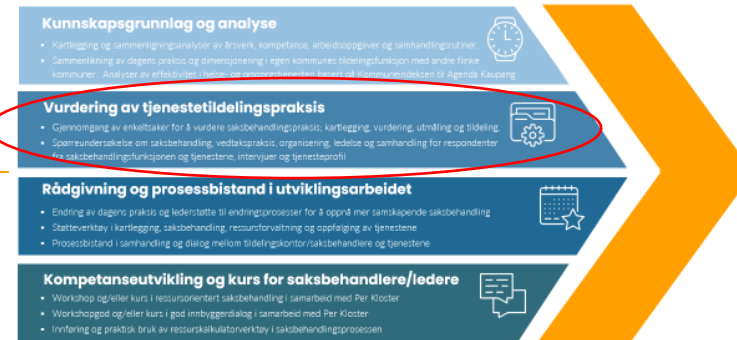 Kunnskapsgrunnlag og analyse
• Kartlegging og sammenligningsanalyser av årsverk, kompetanse, arbeidsoppgaver og samhandlingsrutiner.
• Sammenlikning av dagens praksis og dimensjonering i egen kommunes tildelingsfunksjon med andre flinke
kommuner. Analyser av effektivitet i helse- og omsorgstjenesten basert på Kommuneindeksen til Agenda Kaupang
Vurdering av tjenestetildelingspraksis
• Gjennomgang av enkeltsaker for å vurdere saksbehandlingspraksis; kartlegging, vurdering, utmåling og tildeling.
• Spørreundersøkelse om saksbehandling, vedtakspraksis, organisering, ledelse og samhandling for respondenter
fra saksbehandlingsfunksjonen og tjenestene, intervjuer og tjenesteprofil
Rådgivning og prosessbistand i utviklingsarbeidet
• Endring av dagens praksis og lederstøtte til endringsprosesser for å oppnå mer samskapende saksbehandling
• Støtteverktøy i kartlegging, saksbehandling, ressursforvaltning og oppfølging av tjenestene
• Prosessbistand i samhandling og dialog mellom tildelingskontor/saksbehandlere og tjenestene
Kompetanseutvikling og kurs for saksbehandlere/ledere
• Workshop og/eller kurs i ressursorientert saksbehandling i samarbeid med Per Kloster
• Workshopgod og/eller kurs i god innbyggerdialog i samarbeid med Per Kloster
• Innføring og praktisk bruk av ressurskalkulatorverktøy i saksbehandlingsprosessen